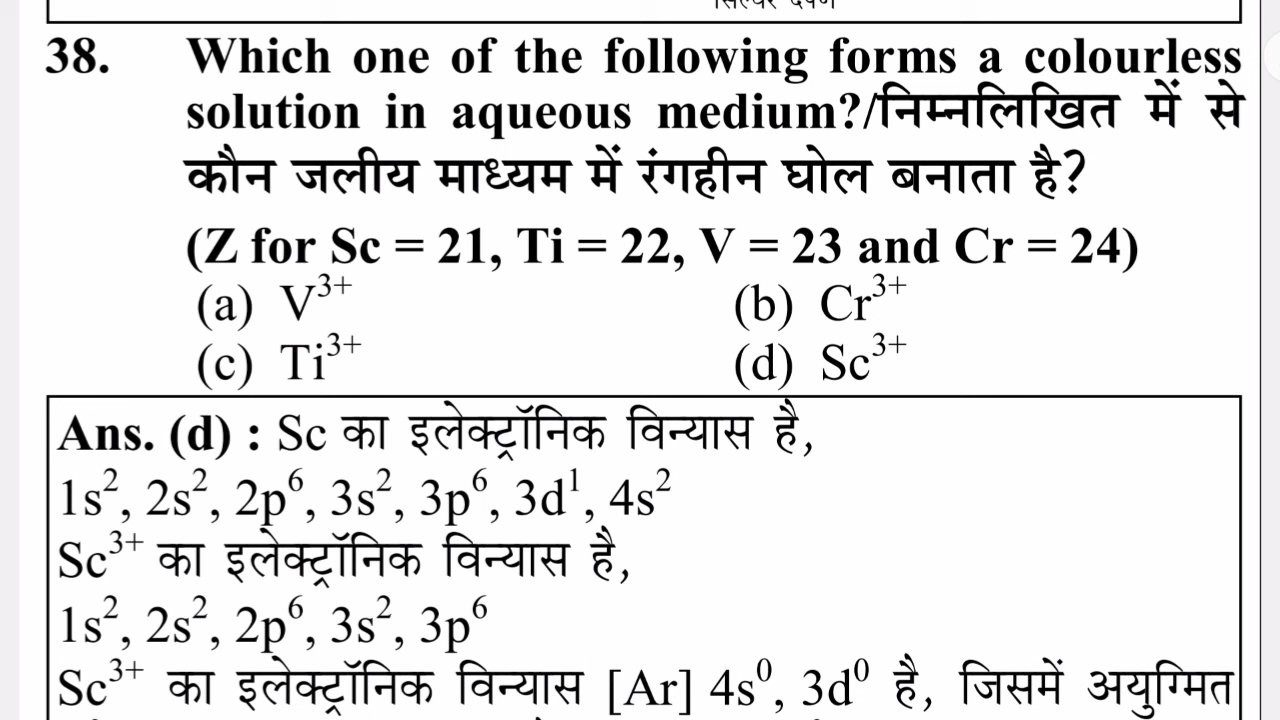 38. Which one of the following forms a colourless
solution in aqueous medium?/निम्नलिखित में से
कौन जलीय माध्यम में रंगहीन घोल बनाता है?
(Z for Sc = 21, Ti = 22, V = 23 and Cr = 24)
(a) V³⁺ (b) Cr³⁺
(c) Ti³⁺ (d) Sc³⁺
Ans. (d) : Sc का इलेक्ट्रॉनिक विन्यास है,
1s², 2s², 2p⁶, 3s², 3p⁶, 3d¹, 4s²
Sc³⁺ का इलेक्ट्रॉनिक विन्यास है,
1s², 2s², 2p⁶, 3s², 3p⁶
Sc³⁺ का इलेक्ट्रॉनिक विन्यास [Ar] 4s⁰, 3d⁰ है, जिसमें अयुग्मित